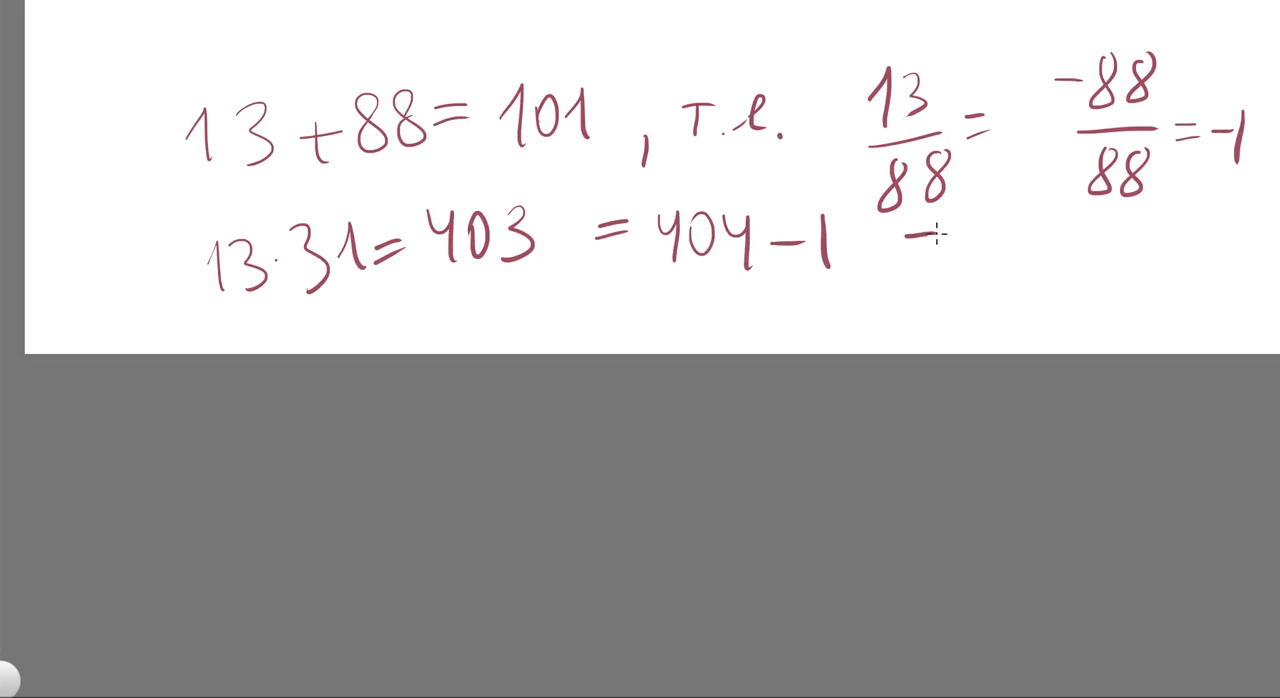 13 + 88 = 101 , т.е. 13/88 = -88/88 = -1
13 · 31 = 403 = 404 - 1 -